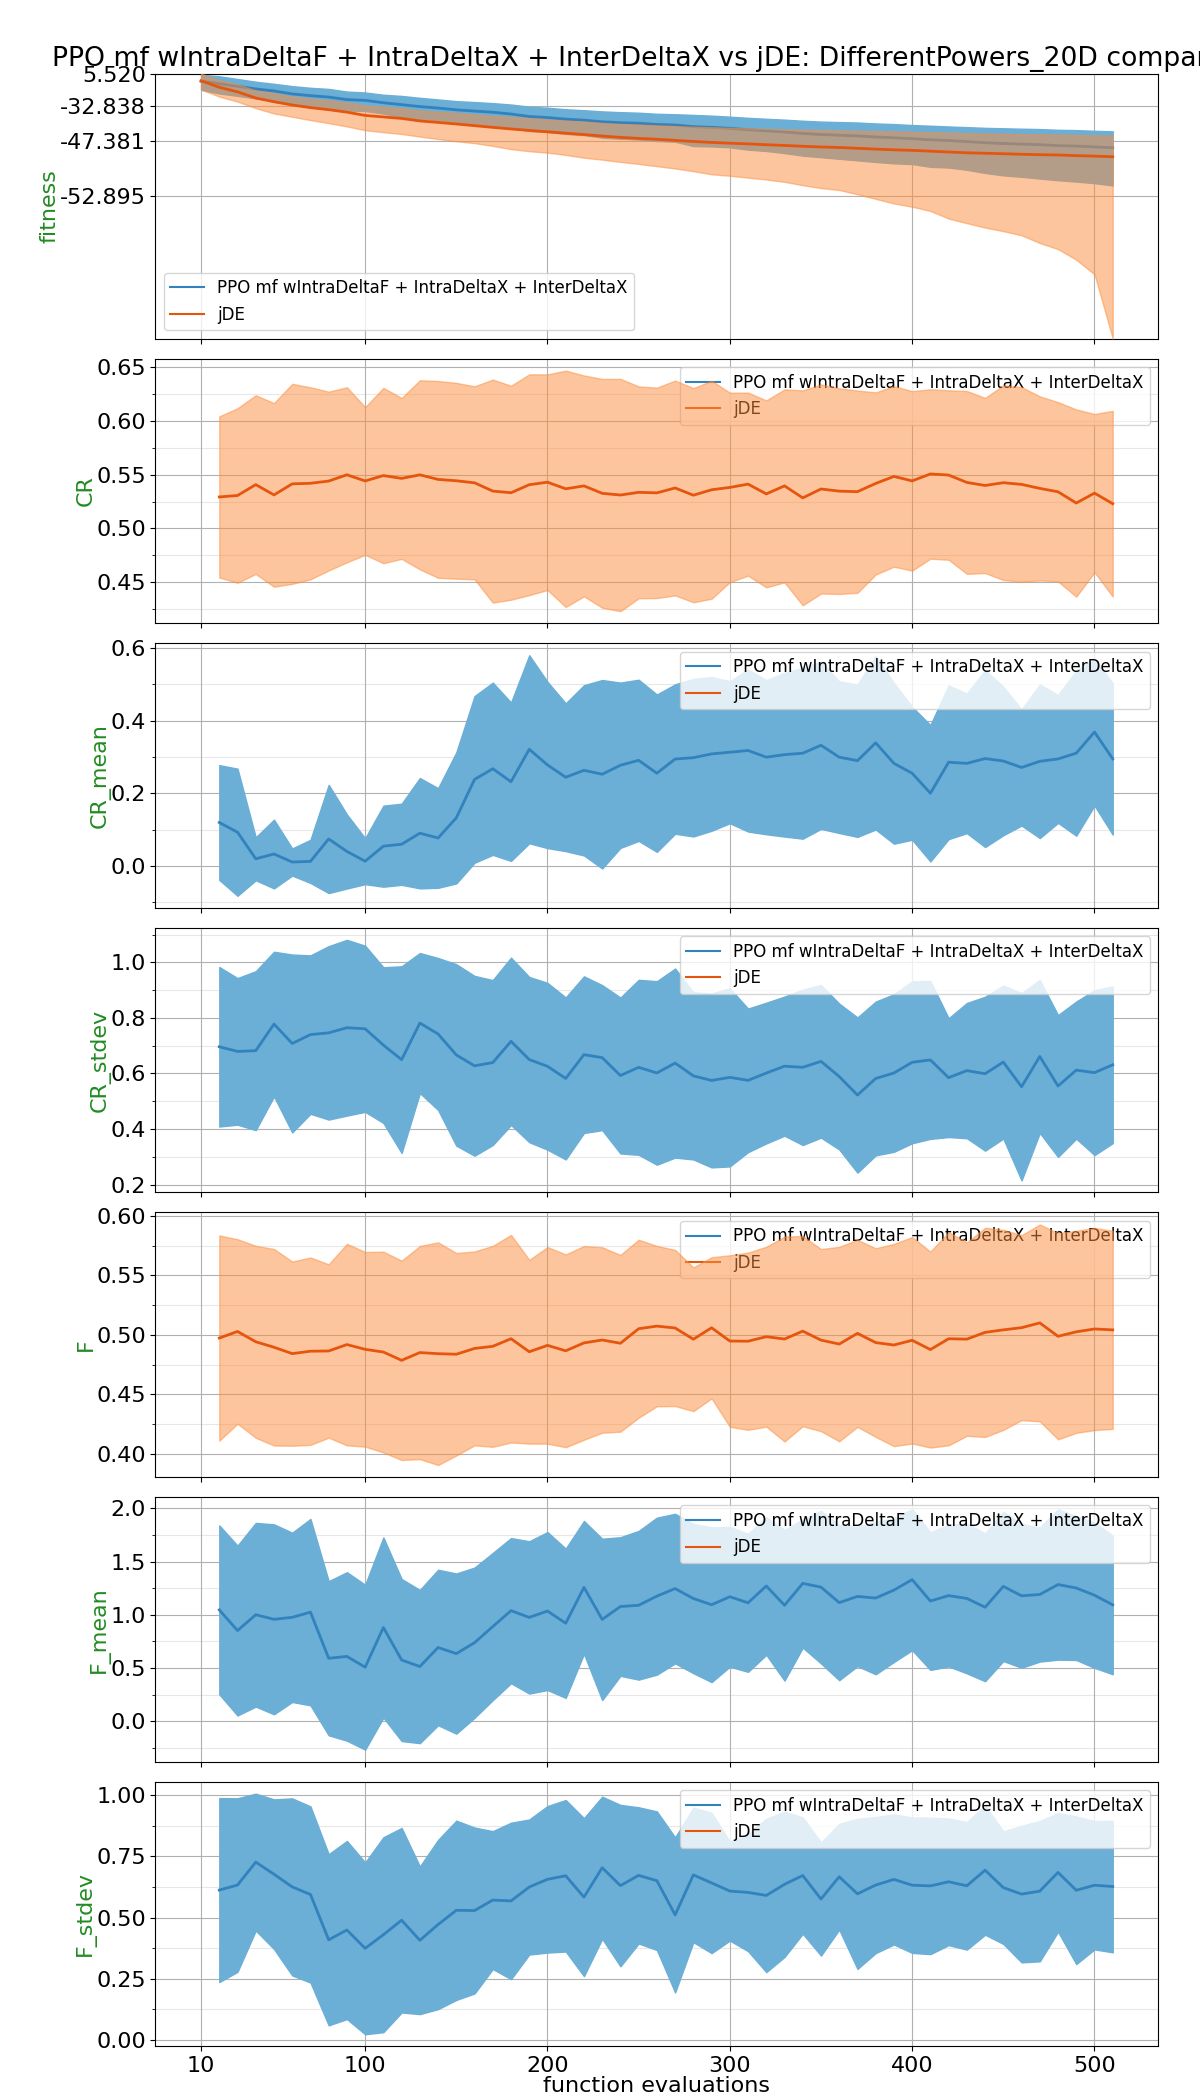 PPO mf wIntraDeltaF + IntraDeltaX + InterDeltaX vs jDE: DifferentPowers_20D compar
5.520
-32.838
-47.381
-52.895
fitness
PPO mf wIntraDeltaF + IntraDeltaX + InterDeltaX
jDE
0.65
0.60
0.55
0.50
0.45
CR
PPO mf wIntraDeltaF + IntraDeltaX + InterDeltaX
jDE
0.6
0.4
0.2
0.0
CR_mean
PPO mf wIntraDeltaF + IntraDeltaX + InterDeltaX
jDE
1.0
0.8
0.6
0.4
0.2
CR_stdev
PPO mf wIntraDeltaF + IntraDeltaX + InterDeltaX
jDE
0.60
0.55
0.50
0.45
0.40
F
PPO mf wIntraDeltaF + IntraDeltaX + InterDeltaX
jDE
2.0
1.5
1.0
0.5
0.0
F_mean
PPO mf wIntraDeltaF + IntraDeltaX + InterDeltaX
jDE
1.00
0.75
0.50
0.25
0.00
F_stdev
PPO mf wIntraDeltaF + IntraDeltaX + InterDeltaX
jDE
10 100 200 300 400 500
function evaluations